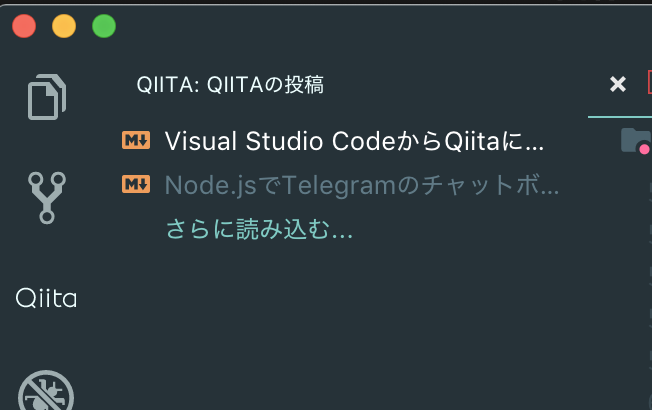 QIITA: QIITAの投稿
Visual Studio CodeからQiitaに...
Node.jsでTelegramのチャットボ...
さらに読み込む...
Qiita